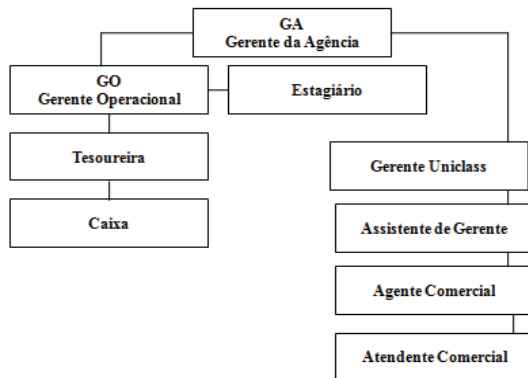 GA
Gerente da Agência
GO
Gerente Operacional
Estagiário
Tesoureira
Gerente Uniclass
Caixa
Assistente de Gerente
Agente Comercial
Atendente Comercial